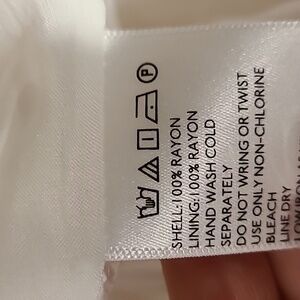 P
SHELL:100% RAYON
LINING:100% RAYON
HAND WASH COLD
SEPARATELY
DO NOT WRING OR TWIST
USE ONLY NON-CHLORINE
BLEACH
LINE DRY